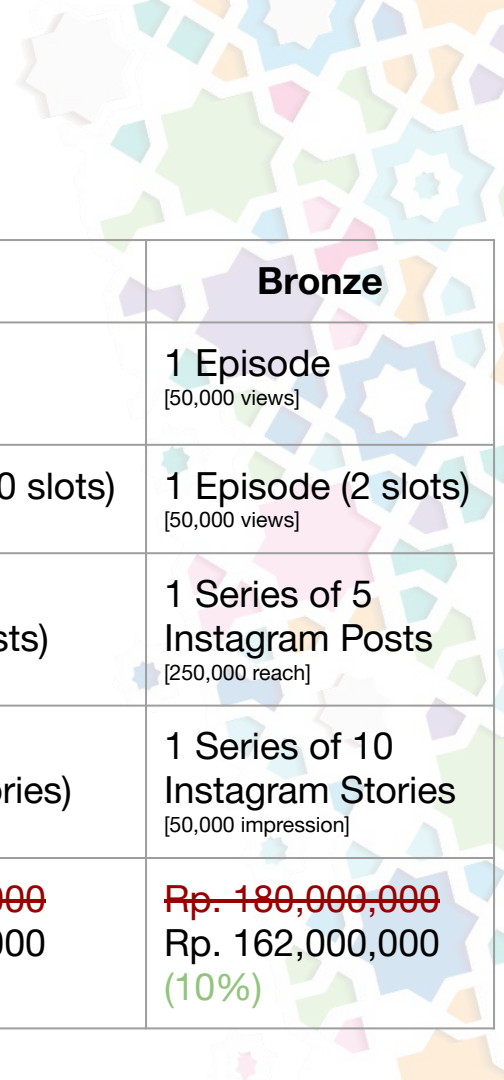 Bronze
1 Episode
[50,000 views]
0 slots)
1 Episode (2 slots)
[50,000 views]
sts)
1 Series of 5
Instagram Posts
[250,000 reach]
ories)
1 Series of 10
Instagram Stories
[50,000 impression]
000
000
Rp. 180,000,000
Rp. 162,000,000
(10%)